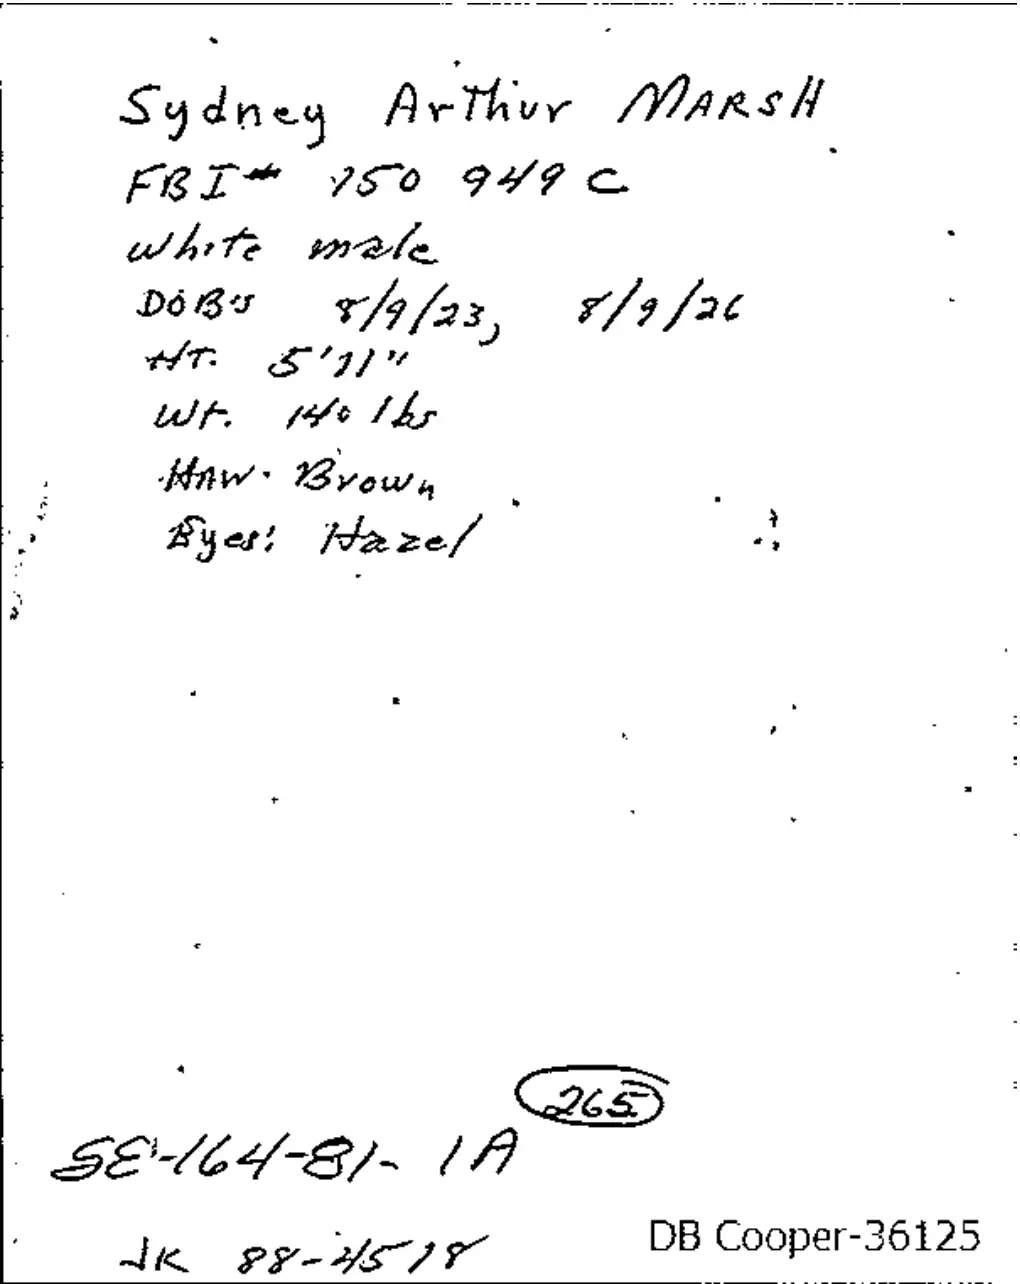 Sydney Arthur MARSH
FBI# 750 949 C
white male
DOB's 8/9/23, 8/9/26
HT. 5'11"
Wt. 140 lbs
HAIr. Brown
Eyes: Hazel
265
SE-164-81-1A
JK 88-4518
DB Cooper-36125